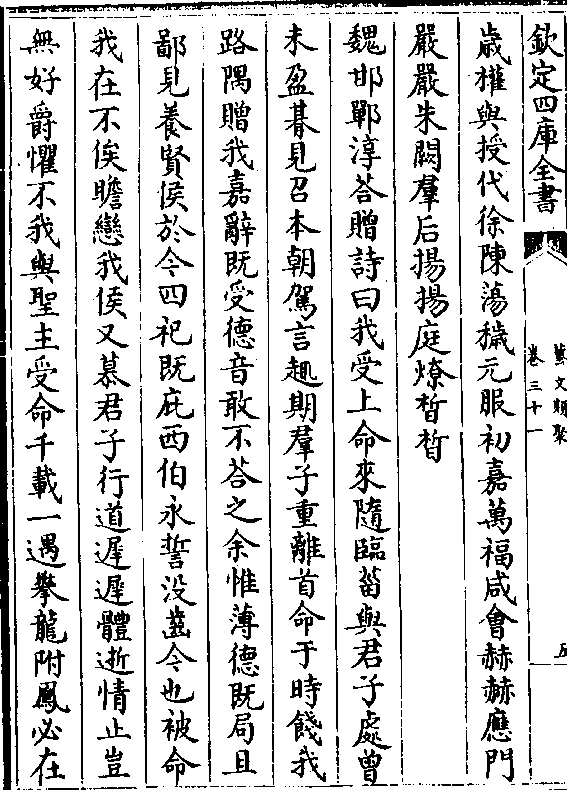 欽定四庫全書
藝文類聚
卷三十一
五
歳權與授代徐陳蕩穢元服初嘉萬福咸㑹赫赫應門
嚴嚴朱闕羣后揚揚庭燎晳晳
魏邯鄲淳荅贈詩曰我受上命來隨臨菑與君子處曾
未盈朞見召本朝駕言趣期羣子重離首命于時餞我
路隅贈我嘉辭既受德音敢不荅之余惟薄德既局且
鄙見養賢侯於今四祀既庇西伯永誓没齒今也被命
我在不俟瞻戀我侯又慕君子行道遲遲體逝情止豈
無好爵懼不我與聖主受命千載一遇攀龍附鳳必在